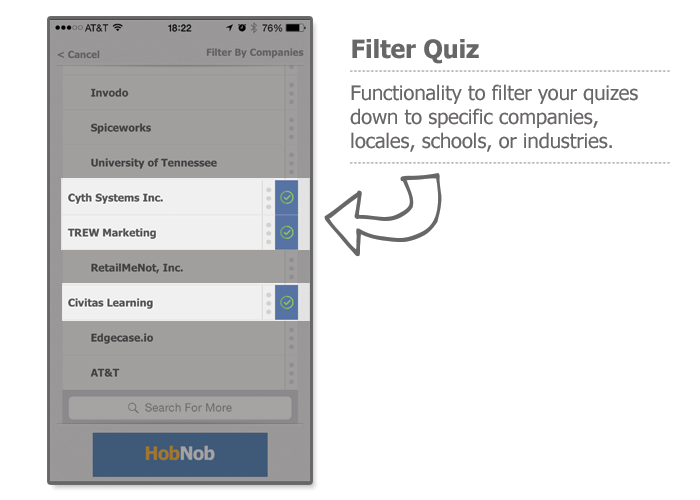 AT&T 18:22 76%
< Cancel Filter By Companies
Invodo
Spiceworks
University of Tennessee
Cyth Systems Inc.
TREW Marketing
RetailMeNot, Inc.
Civitas Learning
Edgecase.io
AT&T
Search For More
HobNob
Filter Quiz
Functionality to filter your quizes
down to specific companies,
locales, schools, or industries.